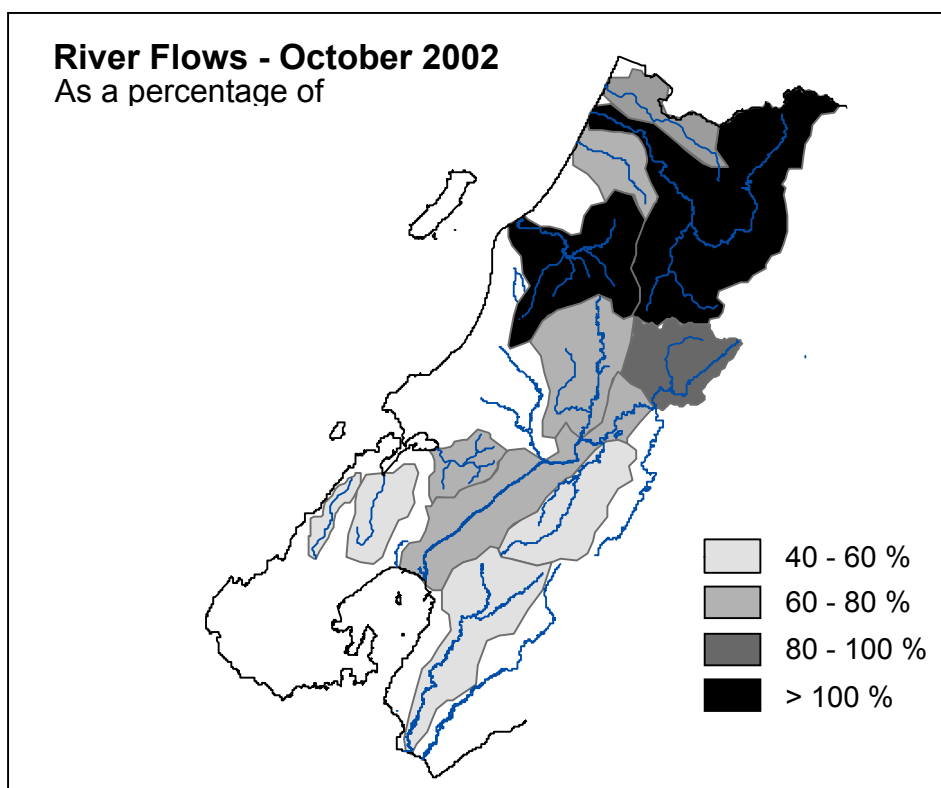 River Flows - October 2002
As a percentage of
40 - 60 %
60 - 80 %
80 - 100 %
> 100 %